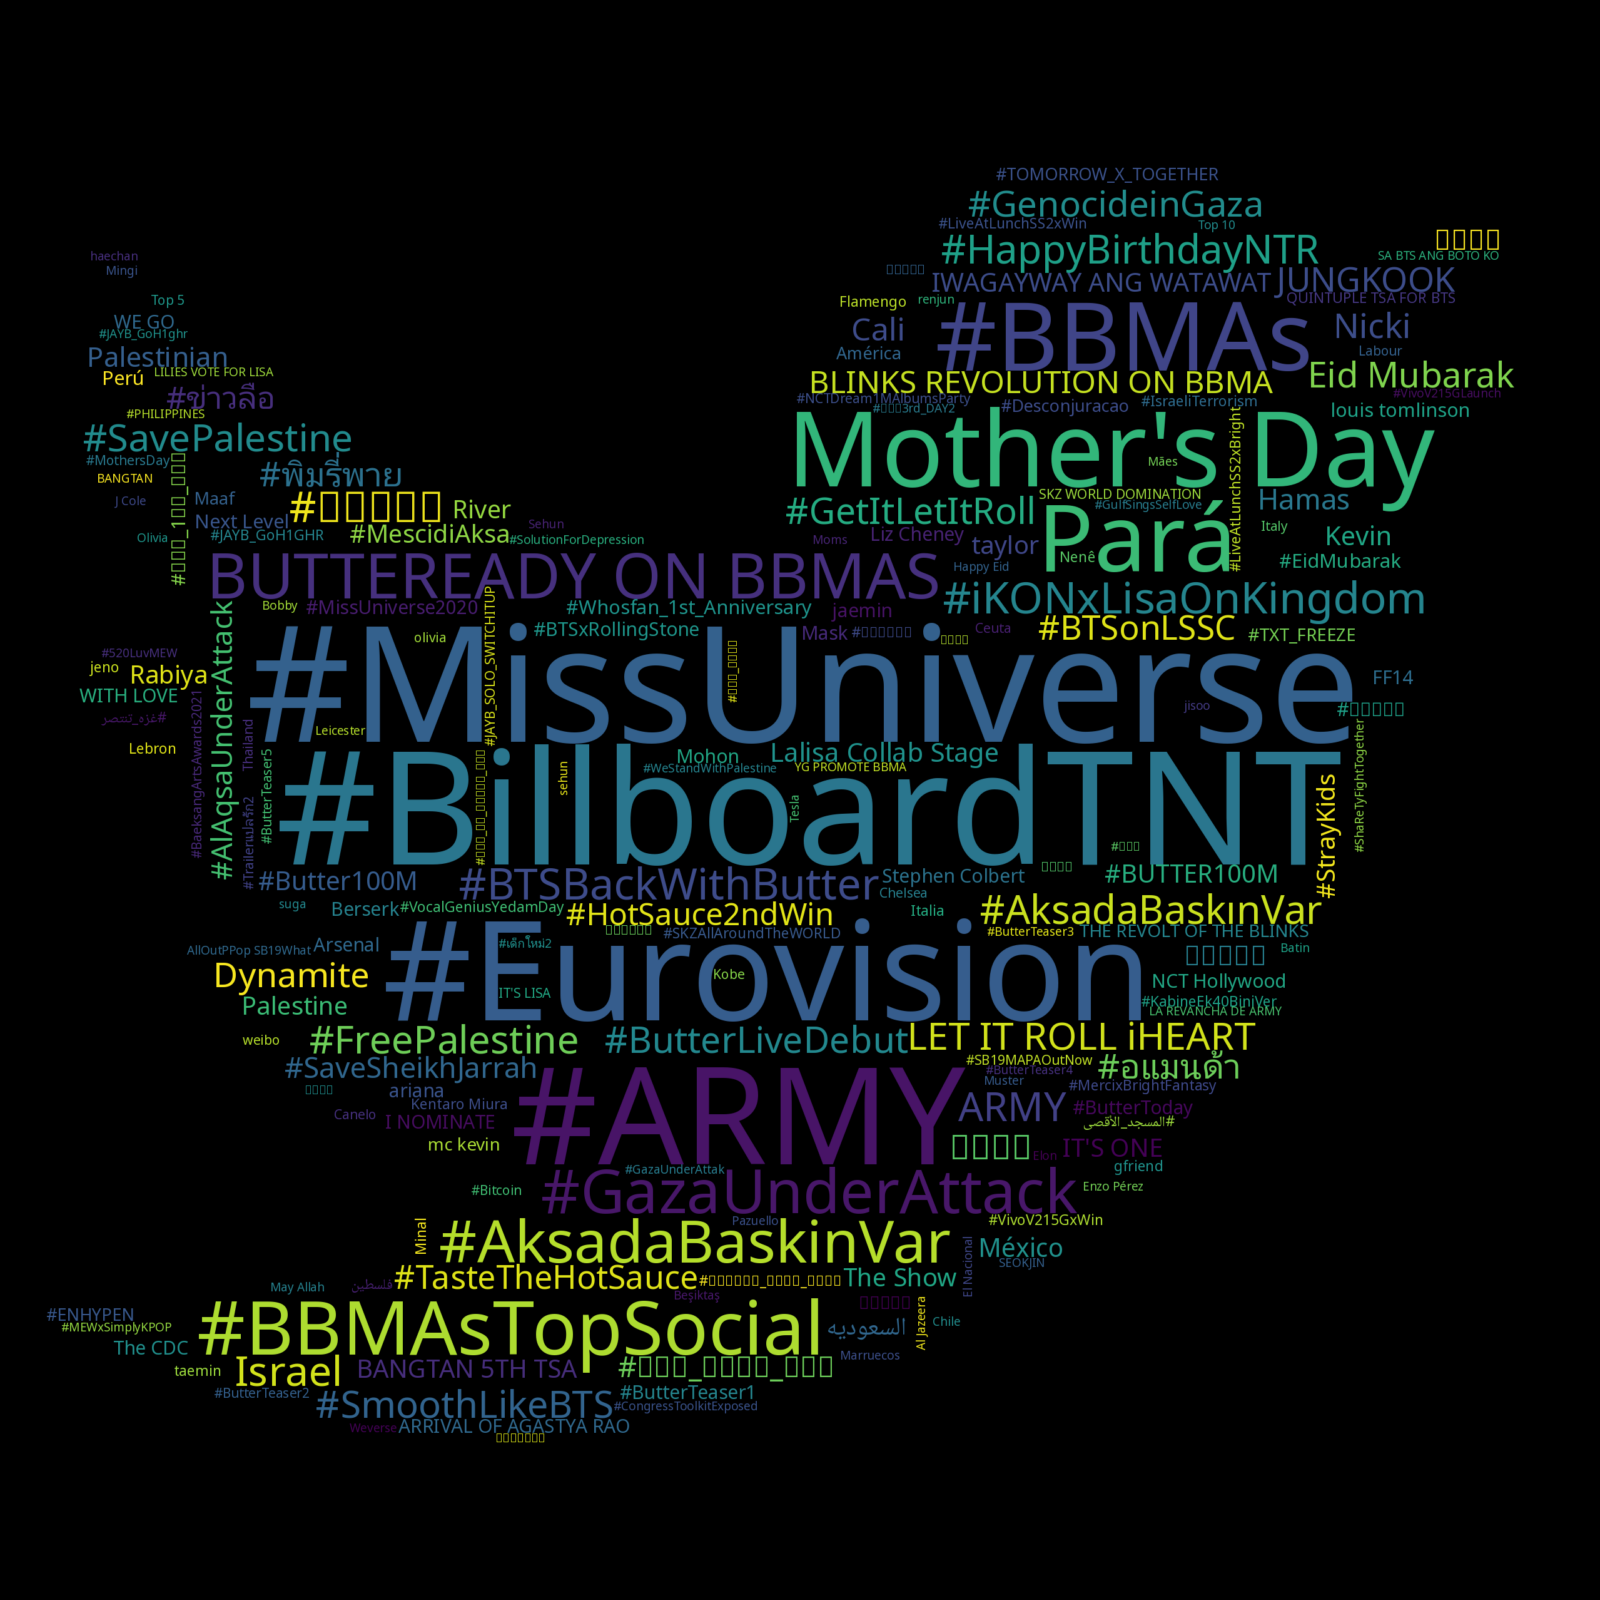 #TOMORROW_X_TOGETHER
#GenocideinGaza
#LiveAtLunchSS2xWin
Top 10
#HappyBirthdayNTR
SA BTS ANG BOTO KO
haechan
Mingi
IWAGAYWAY ANG WATAWAT
JUNGKOOK
QUINTUPLE TSA FOR BTS
Top 5
Flamengo
renjun
WE GO
#JAYB_GoH1ghr
Cali
#BBMAs
Nicki
América
Labour
Palestinian
Perú
LILIES VOTE FOR LISA
BLINKS REVOLUTION ON BBMA
Eid Mubarak
#ข่าวลือ
#NCTDream1MAlbumsParty
#Desconjuracao
#IsraeliTerrorism
#VivoV215GLaunch
#PHILIPPINES
louis tomlinson
#SavePalestine
Mother's Day
#LiveAtLunchSS2xBright
#MothersDay
Mães
BANGTAN
#พิมรี่พาย
J Cole
Maaf
SKZ WORLD DOMINATION
#GulfSingsSelfLove
Hamas
River
#GetItLetItRoll
Pará
Next Level
Sehun
Italy
Olivia
#JAYB_GoH1GHR
#MescidiAksa
#SolutionForDepression
Moms
Liz Cheney
taylor
Nenê
Kevin
#EidMubarak
Happy Eid
BUTTEREADY ON BBMAS
#iKONxLisaOnKingdom
Bobby
#MissUniverse2020
#Whosfan_1st_Anniversary
jaemin
#AlAqsaUnderAttack
#JAYB_SOLO_SWITCHITUP
olivia
#BTSxRollingStone
Mask
Ceuta
#BTSonLSSC
#TXT_FREEZE
#520LuvMEW
jeno
Rabiya
#MissUniverse
FF14
WITH LOVE
jisoo
#غزه_تنتصر
Leicester
Lebron
Thailand
#BaeksangArtsAwards2021
#ButterTeaser5
#Trailerแปลรัก2
Mohon
Lalisa Collab Stage
#WeStandWithPalestine
YG PROMOTE BBMA
sehun
Tesla
#BillboardTNT
#StrayKids
#ShaReTyFightTogether
#Butter100M
#BTSBackWithButter
Stephen Colbert
#BUTTER100M
Chelsea
suga
Berserk
#VocalGeniusYedamDay
#HotSauce2ndWin
Italia
#AksadaBaskınVar
#SKZAllAroundTheWORLD
#ButterTeaser3
THE REVOLT OF THE BLINKS
AllOutPPop SB19What
Arsenal
#เด็กใหม่2
Batin
Dynamite
#Eurovision
Kobe
NCT Hollywood
IT'S LISA
Palestine
#KabineEk40BiniVer
LA REVANCHA DE ARMY
weibo
#FreePalestine
#ButterLiveDebut
LET IT ROLL iHEART
#SB19MAPAOutNow
#SaveSheikhJarrah
#ButterTeaser4
#อแมนด้า
Muster
#MercixBrightFantasy
ariana
Kentaro Miura
#ARMY
ARMY
#ButterToday
Canelo
I NOMINATE
#المسجد_الأقصى
mc kevin
Elon
IT'S ONE
#GazaUnderAttak
gfriend
#Bitcoin
#GazaUnderAttack
Enzo Pérez
Minal
Pazuello
#VivoV215GxWin
#AksadaBaskinVar
El Nacional
México
SEOKJIN
May Allah
فلسطين
#TasteTheHotSauce
The Show
Beşiktaş
#ENHYPEN
#MEWxSimplyKPOP
#BBMAsTopSocial
السعوديه
Al Jazeera
Chile
The CDC
Marruecos
taemin
Israel
BANGTAN 5TH TSA
#ButterTeaser2
#SmoothLikeBTS
#ButterTeaser1
#CongressToolkitExposed
Weverse
ARRIVAL OF AGASTYA RAO